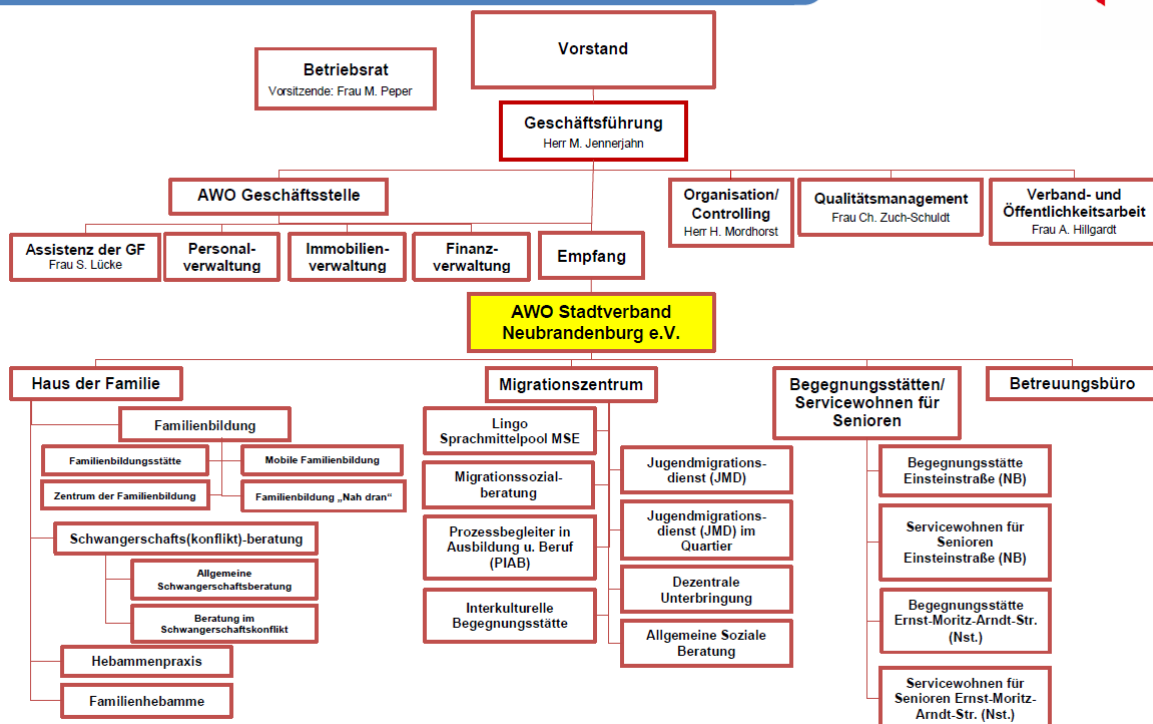 Vorstand
Betriebsrat
Vorsitzende: Frau M. Peper
Geschäftsführung
Herr M. Jennerjahn
AWO Geschäftsstelle
Organisation/
Controlling
Herr H. Mordhorst
Qualitätsmanagement
Frau Ch. Zuch-Schuldt
Verband- und
Öffentlichkeitsarbeit
Frau A. Hillgardt
Assistenz der GF
Frau S. Lücke
Personal-
verwaltung
Immobilien-
verwaltung
Finanz-
verwaltung
Empfang
AWO Stadtverband
Neubrandenburg e.V.
Haus der Familie
Familienbildung
Familienbildungsstätte
Mobile Familienbildung
Zentrum der Familienbildung
Familienbildung „Nah dran“
Schwangerschafts(konflikt)-beratung
Allgemeine
Schwangerschaftsberatung
Beratung im
Schwangerschaftskonflikt
Hebammenpraxis
Familienhebamme
Migrationszentrum
Lingo
Sprachmittelpool MSE
Migrationssozial-
beratung
Prozessbegleiter in
Ausbildung u. Beruf
(PIAB)
Interkulturelle
Begegnungsstätte
Jugendmigrations-
dienst (JMD)
Jugendmigrations-
dienst (JMD) im
Quartier
Dezentrale
Unterbringung
Allgemeine Soziale
Beratung
Begegnungsstätten/
Servicewohnen für
Senioren
Begegnungsstätte
Einsteinstraße (NB)
Servicewohnen für
Senioren
Einsteinstraße (NB)
Begegnungsstätte
Ernst-Moritz-Arndt-Str.
(Nst.)
Servicewohnen für
Senioren Ernst-Moritz-
Arndt-Str. (Nst.)
Betreuungsbüro